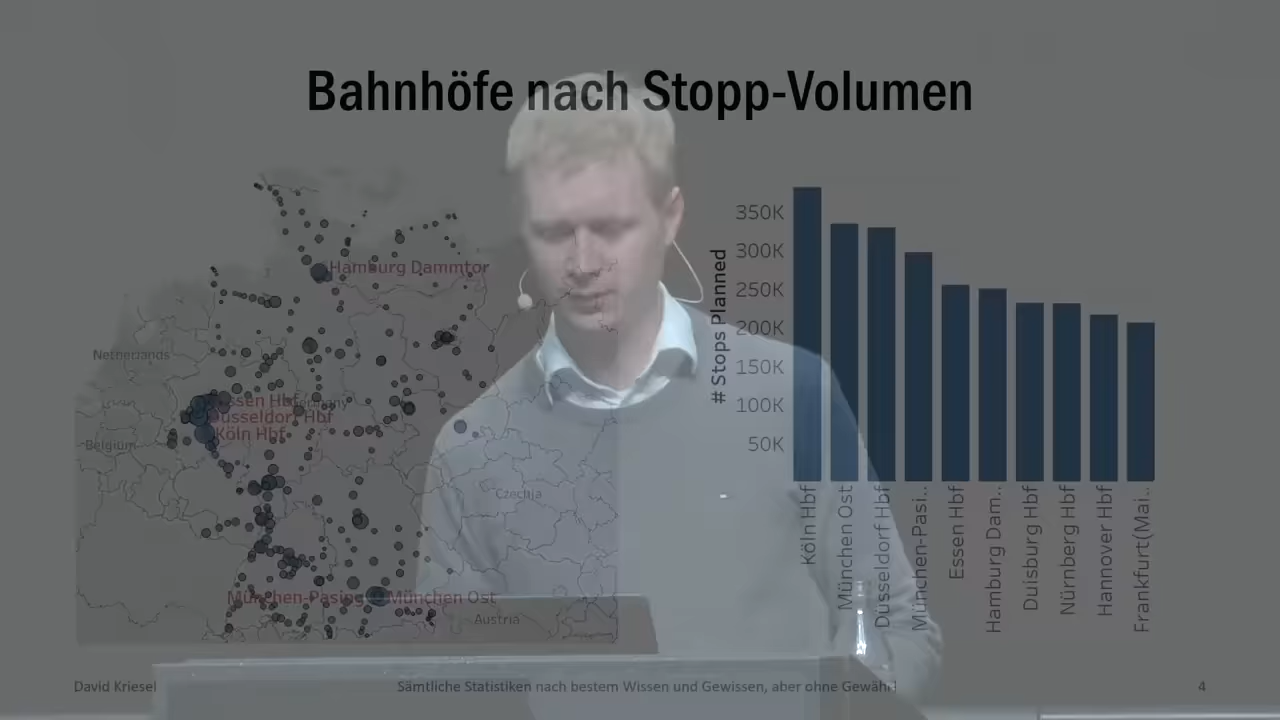 Bahnhöfe nach Stopp-Volumen
Hamburg Dammtor
Netherlands
Essen Hbf
Germany
Düsseldorf Hbf
Köln Hbf
Belgium
Czechia
München-Pasing
München Ost
Austria
# Stops Planned
350K
300K
250K
200K
150K
100K
50K
Köln Hbf
München Ost
Düsseldorf Hbf
München-Pasi..
Essen Hbf
Hamburg Dam..
Duisburg Hbf
Nürnberg Hbf
Hannover Hbf
Frankfurt(Mai..
David Kriesel
Sämtliche Statistiken nach bestem Wissen und Gewissen, aber ohne Gewähr!
4